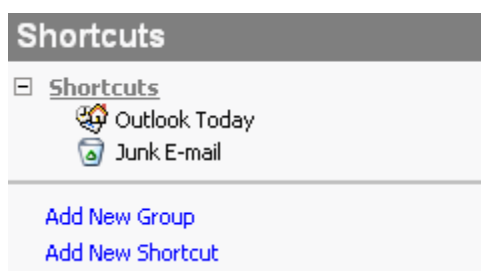 Shortcuts
Shortcuts
Outlook Today
Junk E-mail
Add New Group
Add New Shortcut